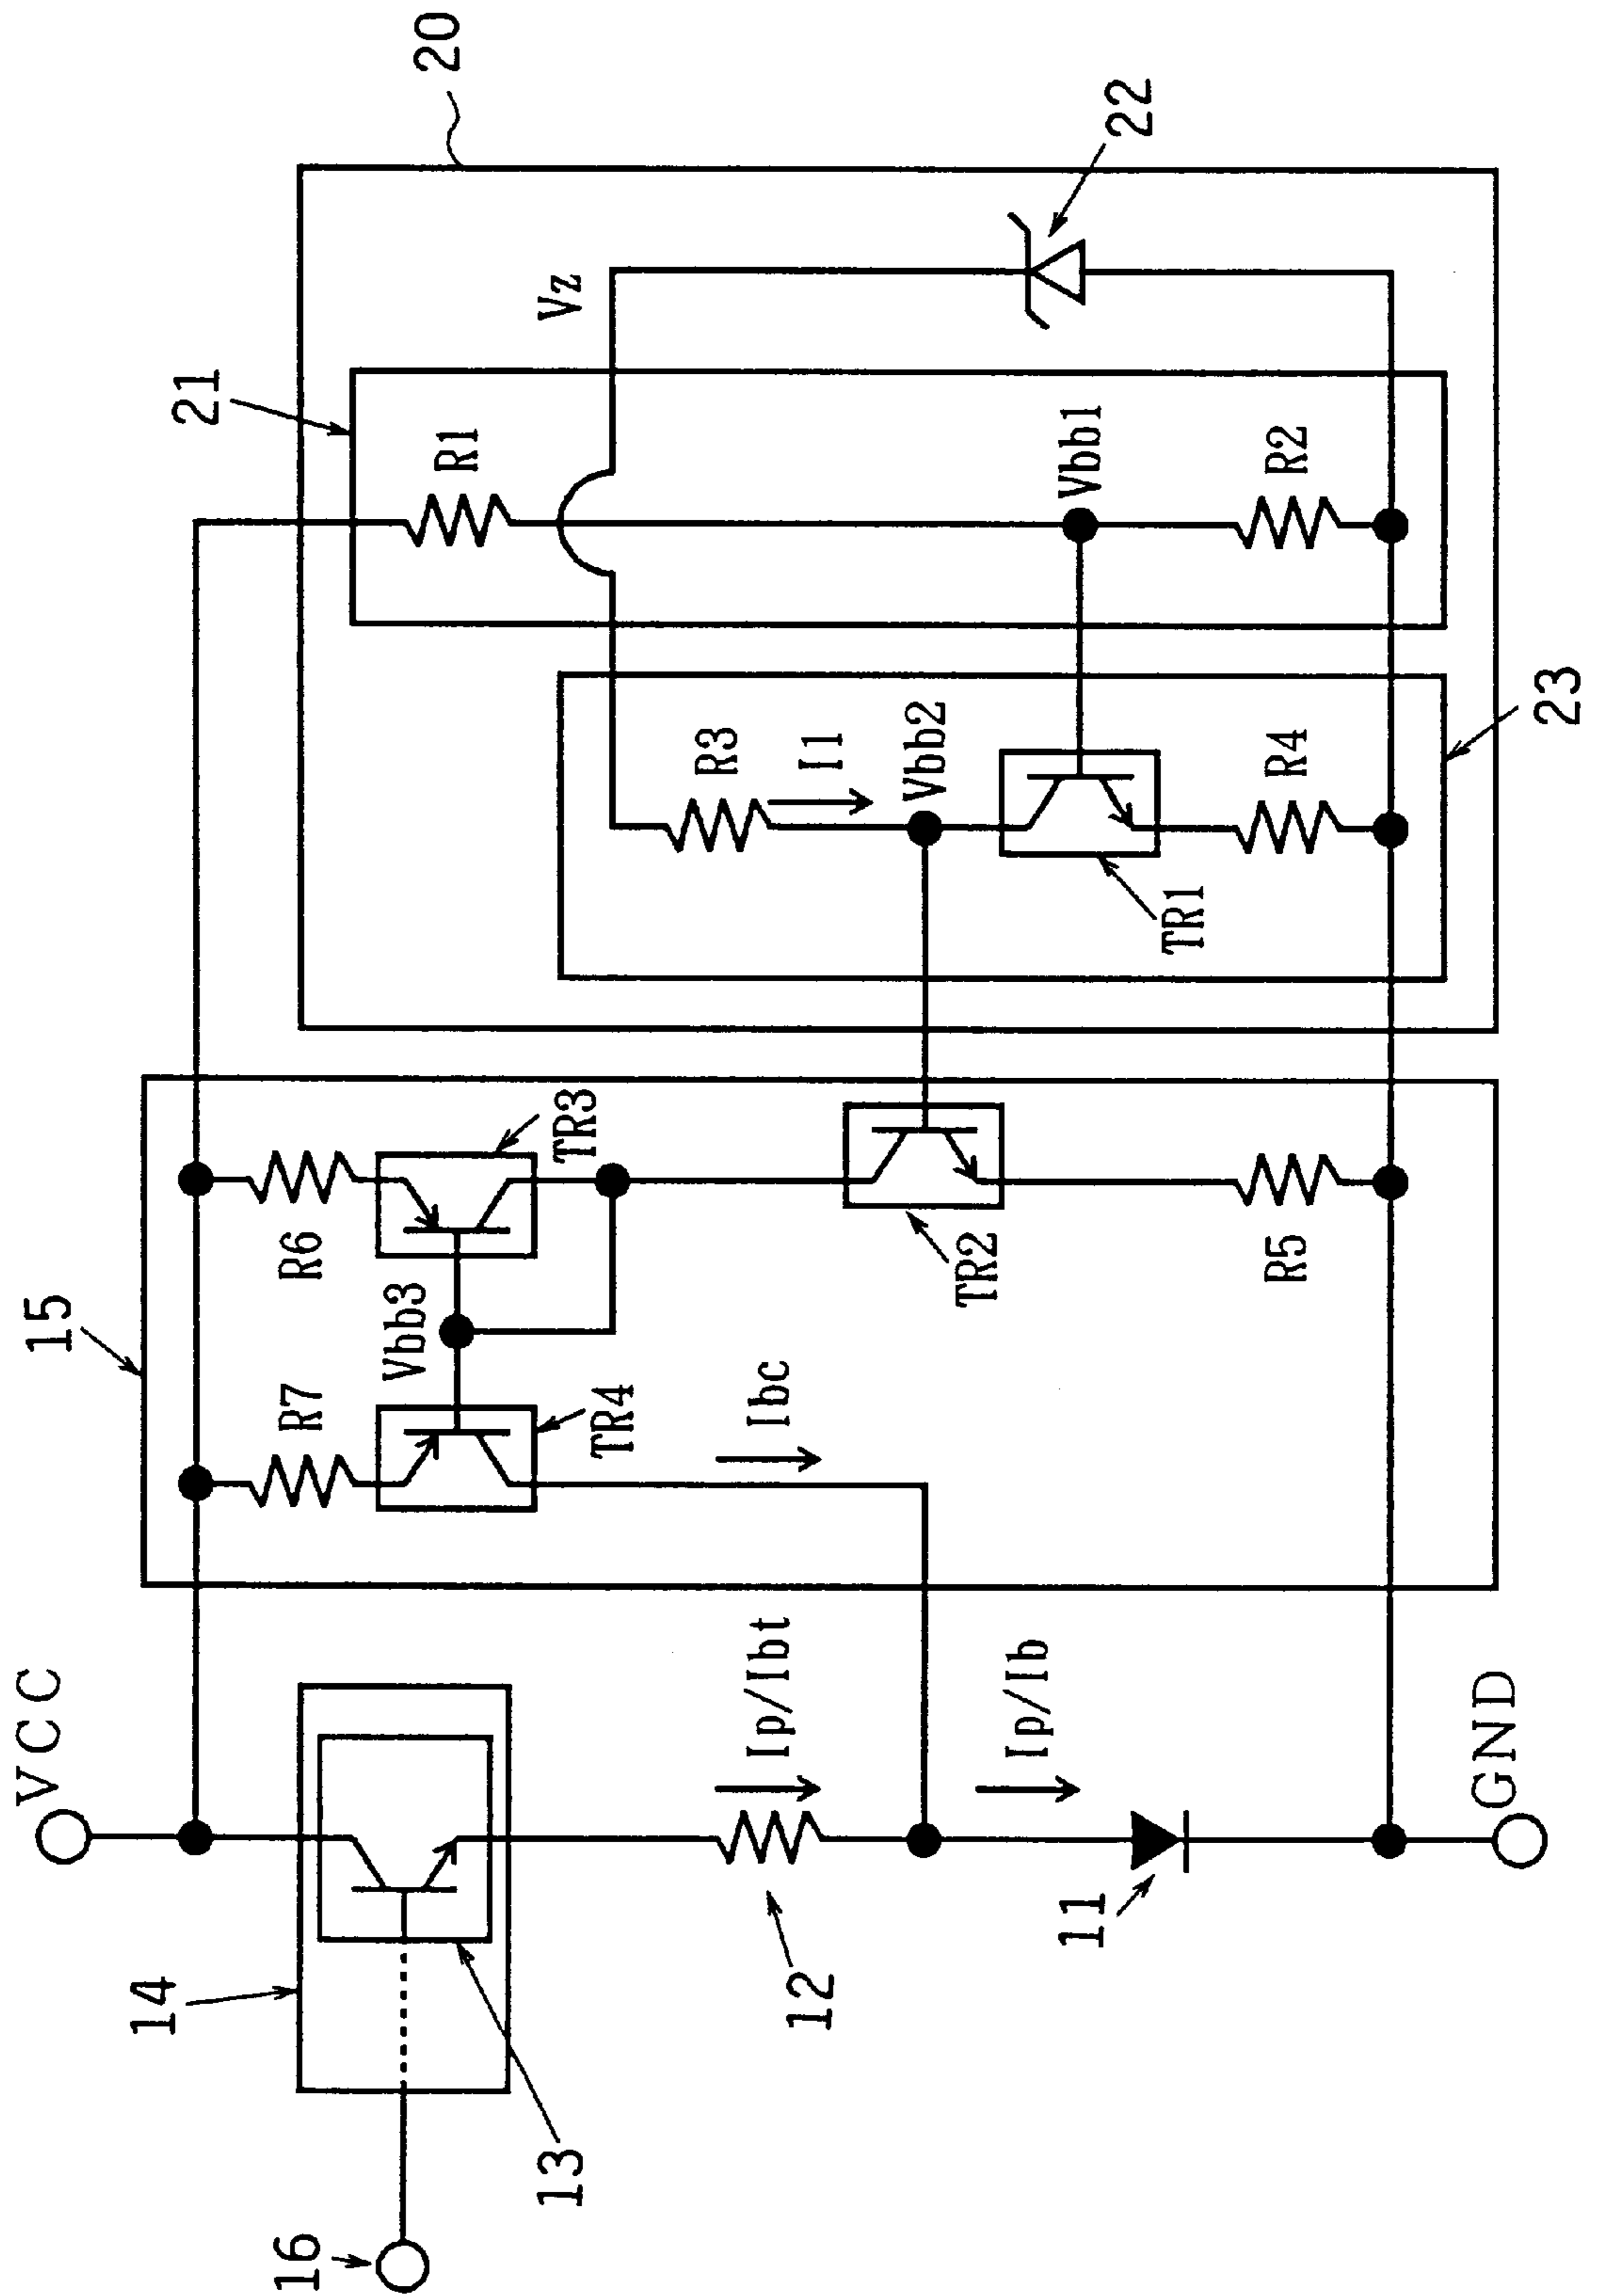 VCC
14
13
16
12
Ip/Ibt
11
Ip/Ib
GND
15
R7
R6
Vbb3
TR4
TR3
Ibc
TR2
R5
20
21
R1
Vz
22
R3
I1
Vbb2
Vbb1
R2
TR1
R4
23